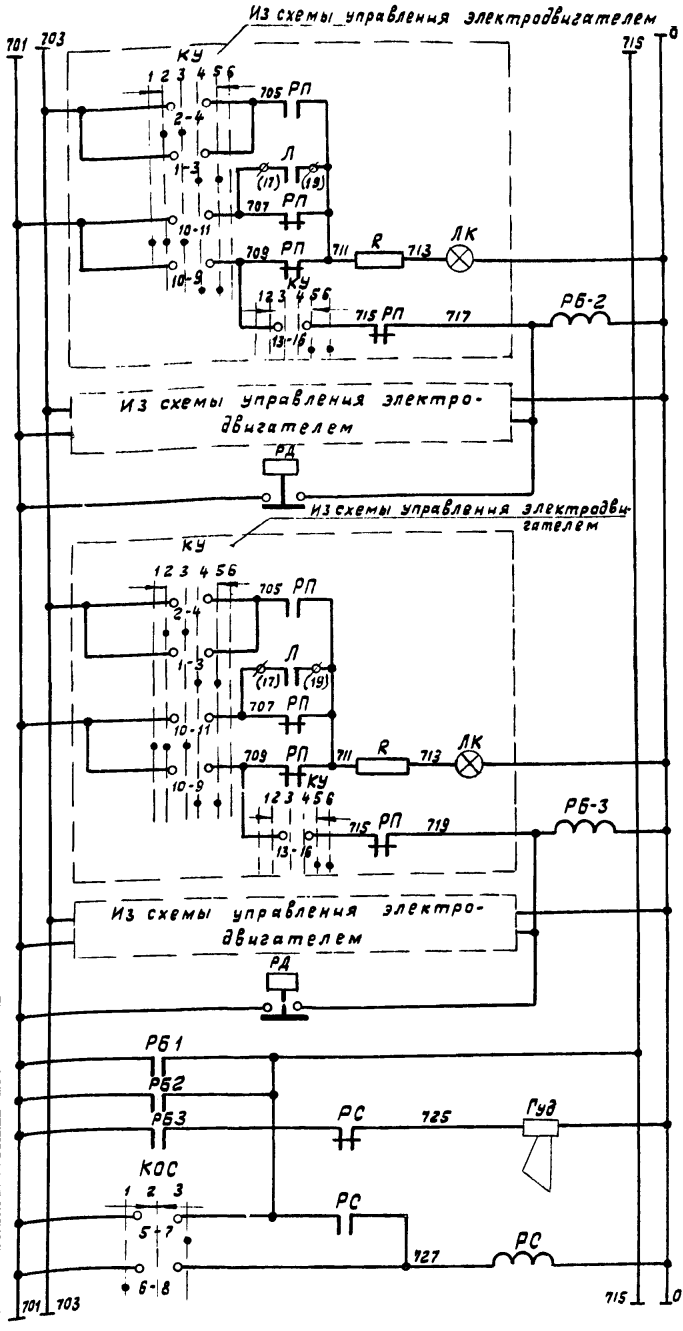 Из схемы управления электродвигателем
701
703
715
0
КУ
1 2 3 4 5 6
705 РП
2-4
Л
1-3
(17) (19)
707 РП
10-11
709 РП 711 R 713 ЛК
10-9
КУ
1 2 3 4 5 6
715 РП 717 РБ-2
13-16
Из схемы управления электро-
двигателем
РД
Из схемы управления электродви-
гателем
КУ
1 2 3 4 5 6
705 РП
2-4
Л
1-3
(17) (19)
707 РП
10-11
709 РП 711 R 713 ЛК
10-9
КУ
1 2 3 4 5 6
715 РП 719 РБ-3
13-16
Из схемы управления электро-
двигателем
РД
РБ1
РБ2
РБ3 РС 725 Гуд
КОС
1 2 3
5-7 РС
727 РС
6-8
701 703 715 0